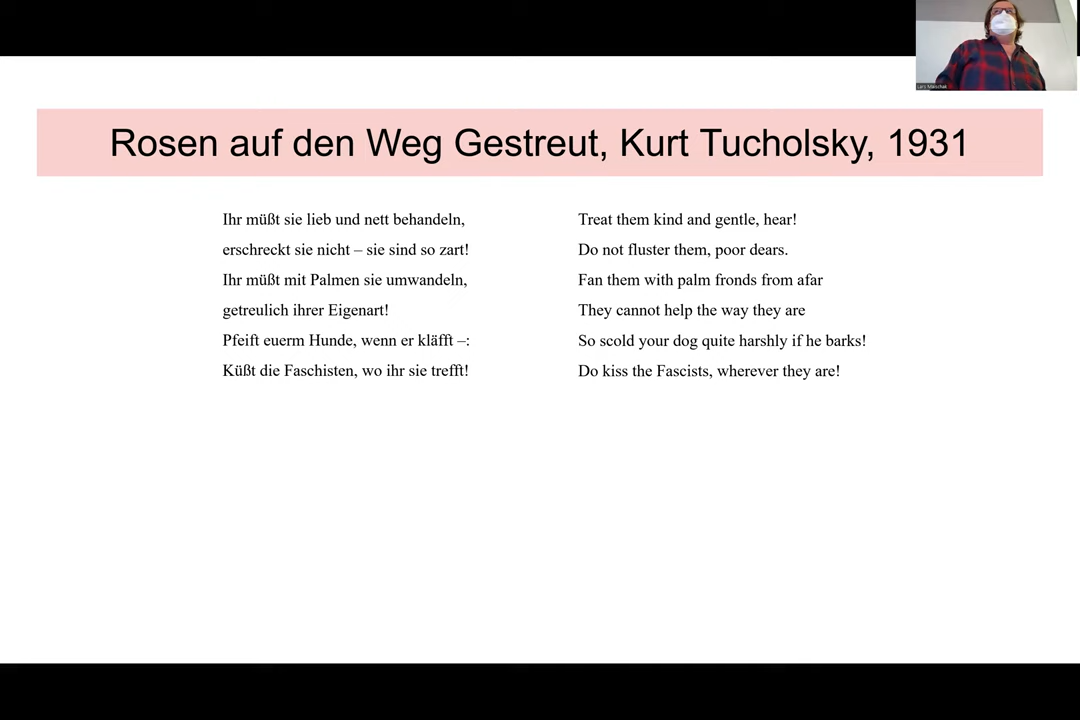 Rosen auf den Weg Gestreut, Kurt Tucholsky, 1931
Ihr müßt sie lieb und nett behandeln,
erschreckt sie nicht – sie sind so zart!
Ihr müßt mit Palmen sie umwandeln,
getreulich ihrer Eigenart!
Pfeift euerm Hunde, wenn er kläfft –:
Küßt die Faschisten, wo ihr sie trefft!
Treat them kind and gentle, hear!
Do not fluster them, poor dears.
Fan them with palm fronds from afar
They cannot help the way they are
So scold your dog quite harshly if he barks!
Do kiss the Fascists, wherever they are!